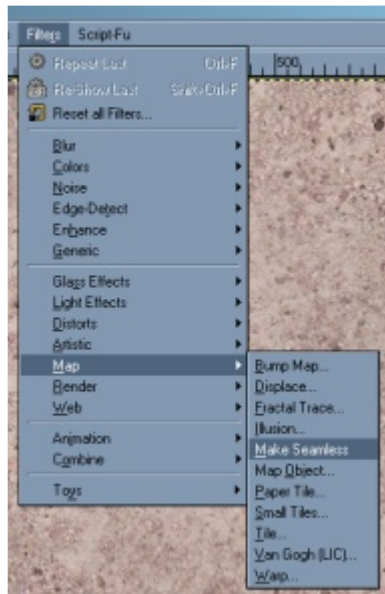 Filters Script-Fu
Repeat Last Ctrl+F
Re-Show Last Shift+Ctrl+F
500
Reset all Filters...
Blur
Colors
Noise
Edge-Detect
Enhance
Generic
Glass Effects
Light Effects
Distorts
Artistic
Map
Bump Map...
Render
Displace...
Web
Fractal Trace...
Illusion...
Animation
Make Seamless
Combine
Map Object...
Toys
Paper Tile...
Small Tiles...
Tile...
Van Gogh (LIC)...
Warp...